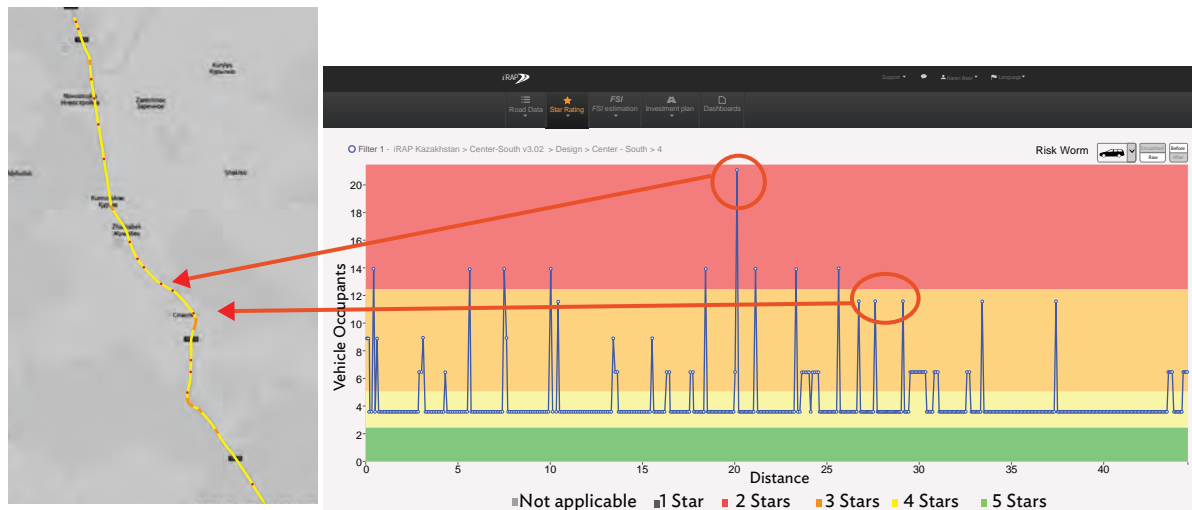 iRAP
Support
Language
Road Data
Star Rating
FSI
FSI estimation
Investment plan
Dashboards
Filter 1 - iRAP Kazakhstan > Center-South v3.02 > Design > Center - South > 4
Risk Worm
Raw
Before
After
Vehicle Occupants
20
18
16
14
12
10
8
6
4
2
0
0 5 10 15 20 25 30 35 40
Distance
Not applicable 1 Star 2 Stars 3 Stars 4 Stars 5 Stars